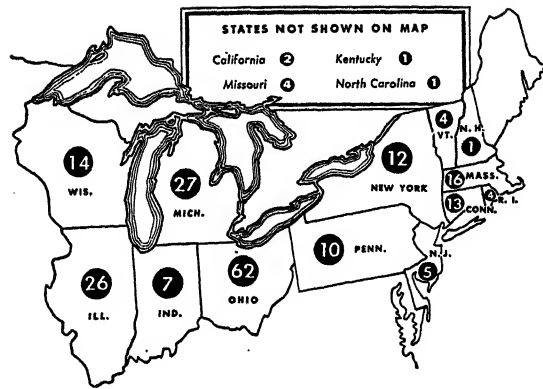 STATES NOT SHOWN ON MAP
California 2 Kentucky 1
Missouri 4 North Carolina 1
4
VT.
N.H.
1
14
WIS.
27
MICH.
12
NEW YORK
16 MASS.
4 R. I.
13
CONN.
10 PENN.
N.J.
5
26
ILL.
7
IND.
62
OHIO